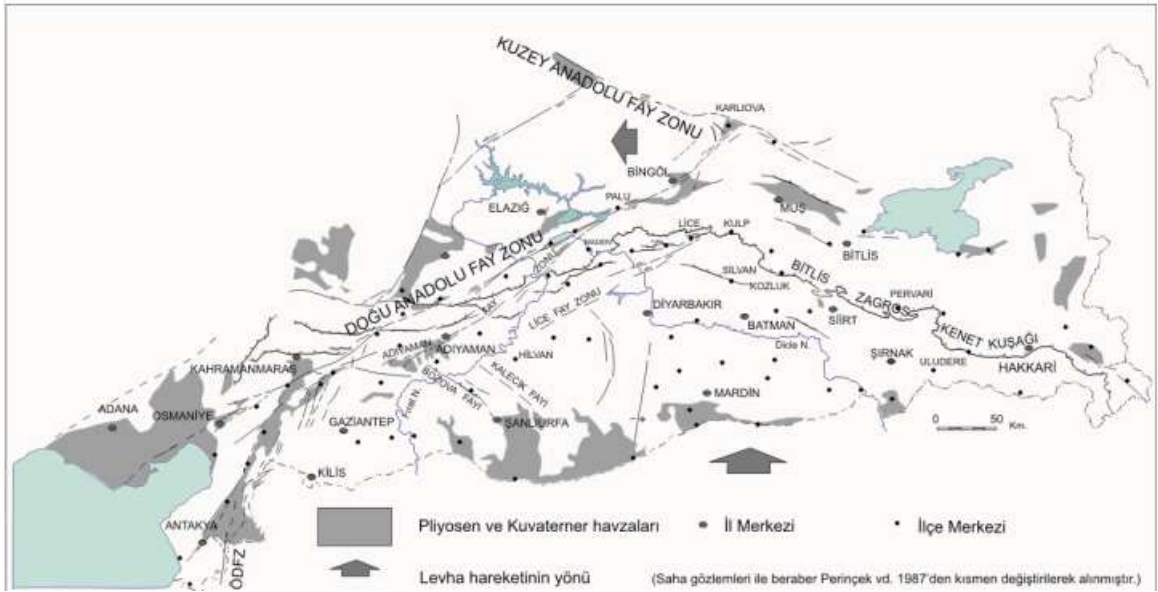 KUZEY ANADOLU FAY ZONU
KARLIOVA
BİNGÖL
PALU
ELAZIĞ
MUŞ
LİCE
KULP
BİTLİS
DOĞU ANADOLU FAY ZONU
SİLVAN
KOZLUK
BİTLİS ZAGROS KENET KUŞAĞI
PERVARİ
LİCE FAY ZONU
DİYARBAKIR
BATMAN
SİİRT
ADIYAMAN FAY ZONU
ADIYAMAN
HİLVAN
Dicle N.
ŞIRNAK
ULUDERE
HAKKARİ
KAHRAMANMARAŞ
BOZOVA FAYI
KALECİK FAYI
MARDİN
ADANA
OSMANİYE
GAZİANTEP
Fırat N.
ŞANLIURFA
0 50
Km.
KİLİS
ANTAKYA
ÖDFZ
Pliyosen ve Kuvaterner havzaları
İl Merkezi
İlçe Merkezi
Levha hareketinin yönü
(Saha gözlemleri ile beraber Perinçek vd. 1987'den kısmen değiştirilerek alınmıştır.)